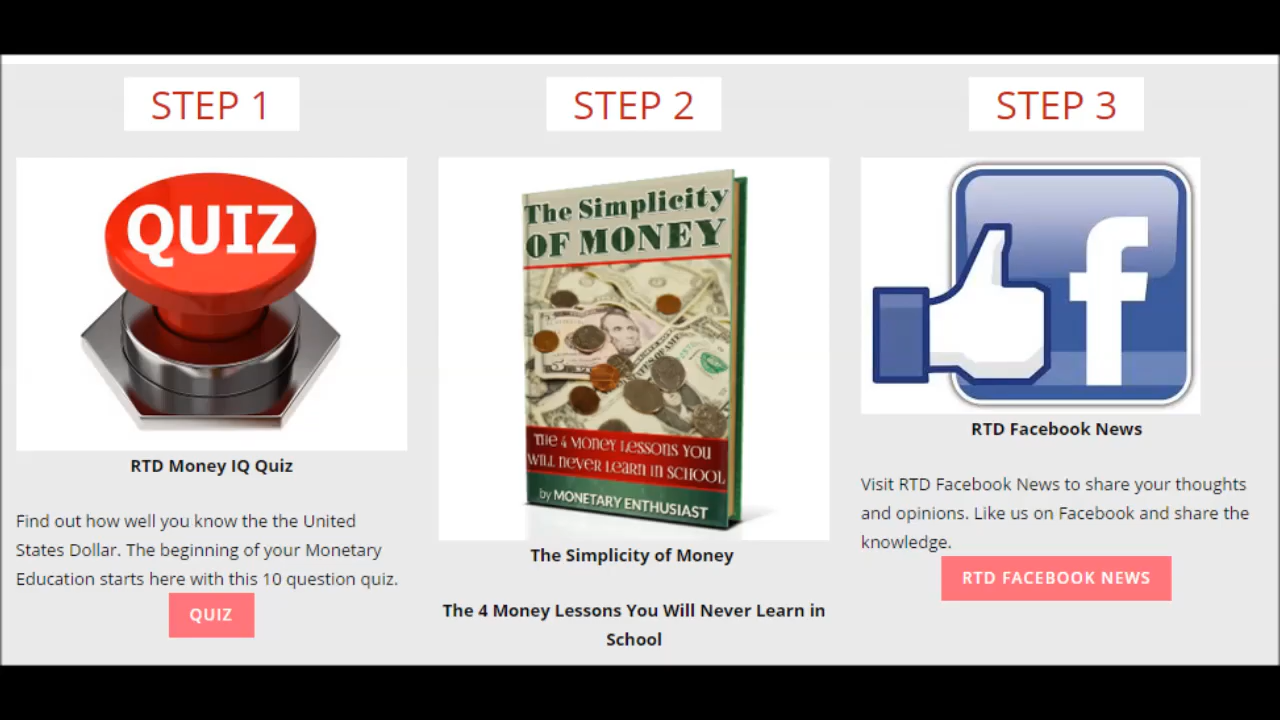 STEP 1
QUIZ
RTD Money IQ Quiz
Find out how well you know the the United
States Dollar. The beginning of your Monetary
Education starts here with this 10 question quiz.
QUIZ
STEP 2
The Simplicity
OF MONEY
THE 4 MONEY LESSONS YOU
WILL NEVER LEARN IN SCHOOL
by MONETARY ENTHUSIAST
The Simplicity of Money
The 4 Money Lessons You Will Never Learn in
School
STEP 3
f
RTD Facebook News
Visit RTD Facebook News to share your thoughts
and opinions. Like us on Facebook and share the
knowledge.
RTD FACEBOOK NEWS